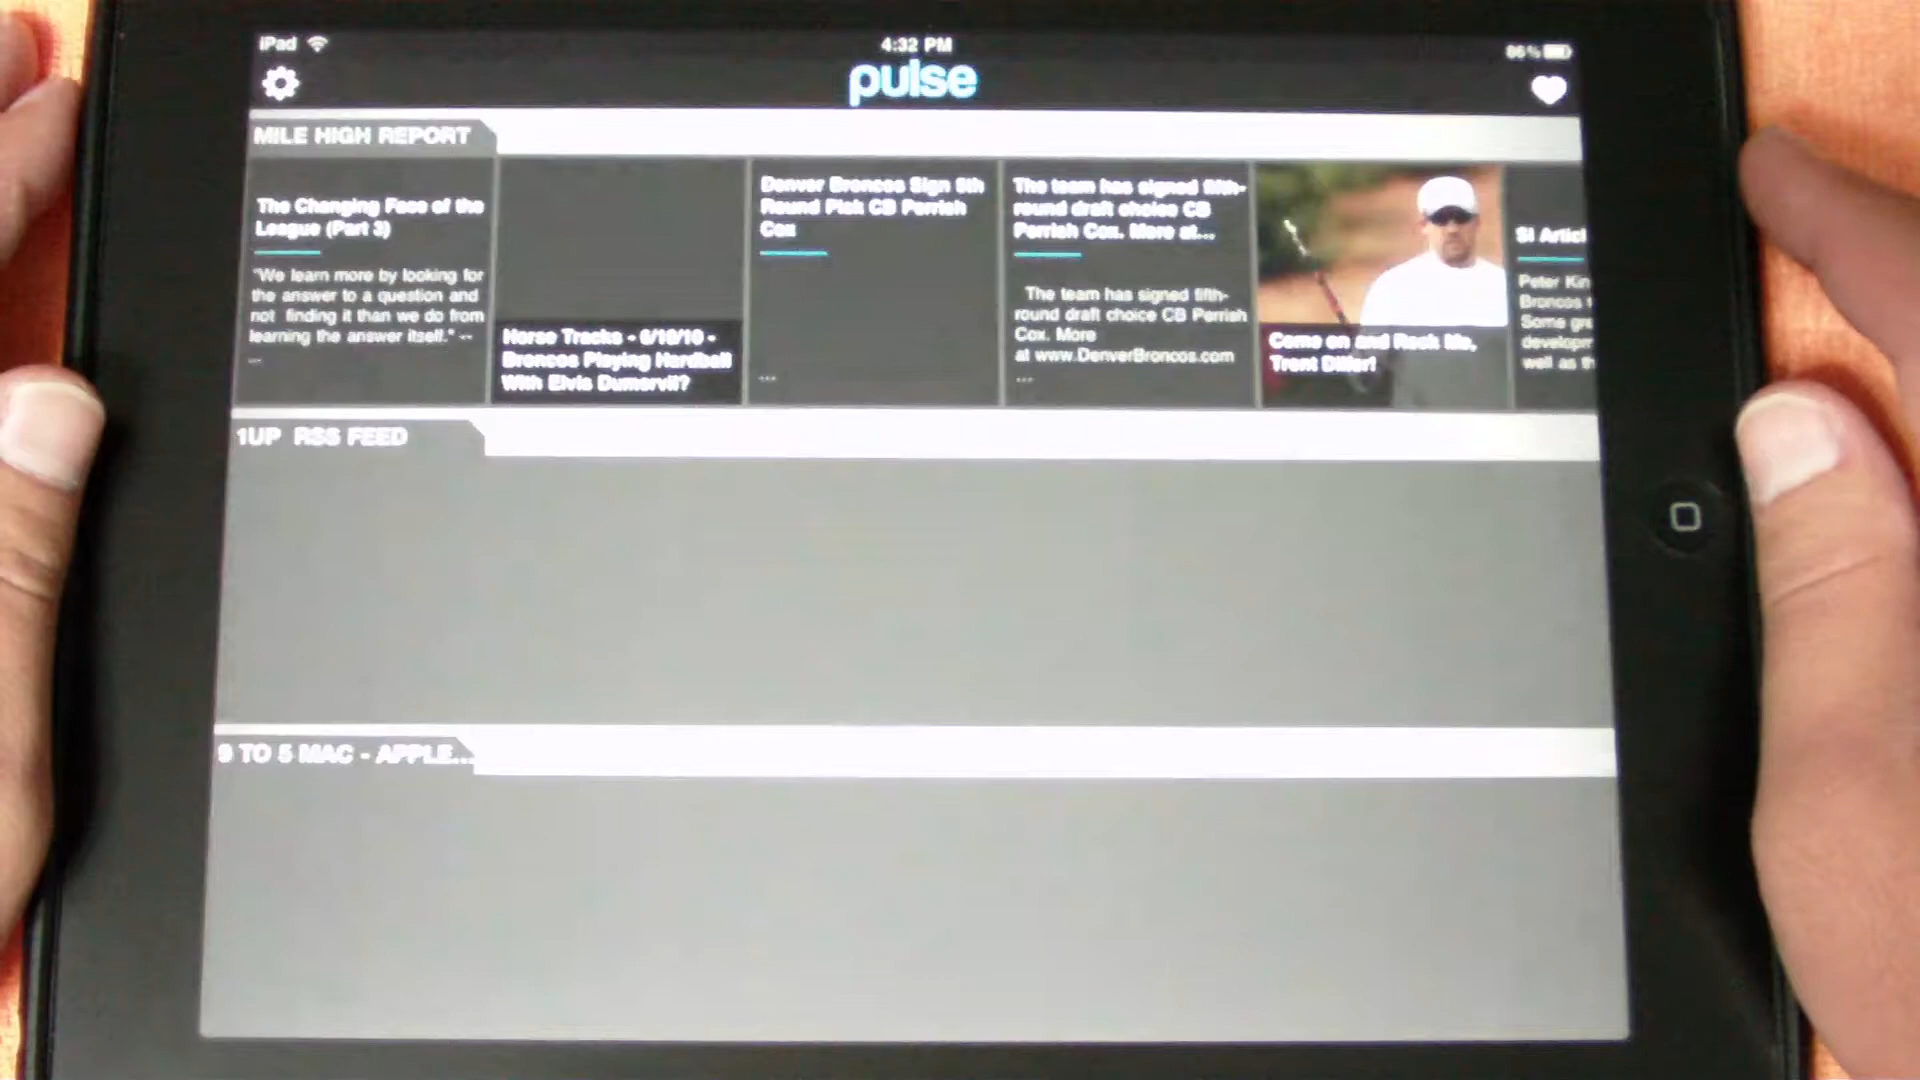 iPad
4:32 PM
86%
pulse
MILE HIGH REPORT
The Changing Face of the
League (Part 3)
"We learn more by looking for
the answer to a question and
not finding it than we do from
learning the answer itself." --
...
Horse Tracks - 6/10/10 -
Broncos Playing Hardball
With Elvis Dumervil?
Denver Broncos Sign 5th
Round Pick CB Perrish
Cox
...
The team has signed fifth-
round draft choice CB
Perrish Cox. More at...
The team has signed fifth-
round draft choice CB Perrish
Cox. More
at www.DenverBroncos.com
...
Come on and Rock Me,
Trent Dilfer!
SI Articl
Peter Kin
Broncos
Some gre
developm
well as th
1UP RSS FEED
9 TO 5 MAC - APPLE...